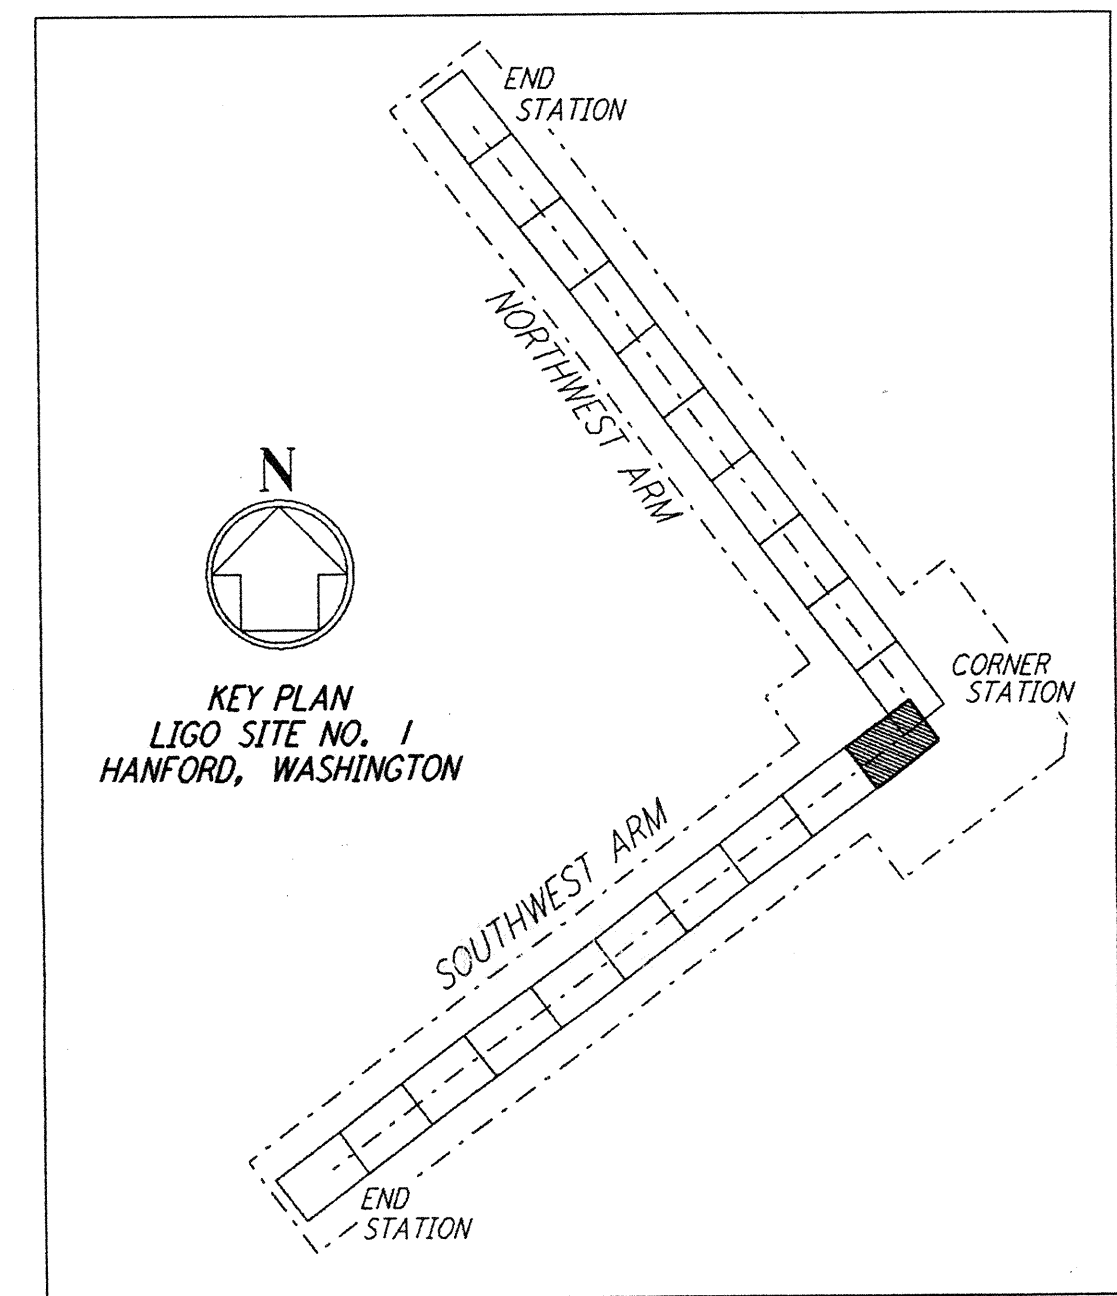 END
STATION
NORTHWEST ARM
N
CORNER
STATION
KEY PLAN
LIGO SITE NO. 1
HANFORD, WASHINGTON
SOUTHWEST ARM
END
STATION